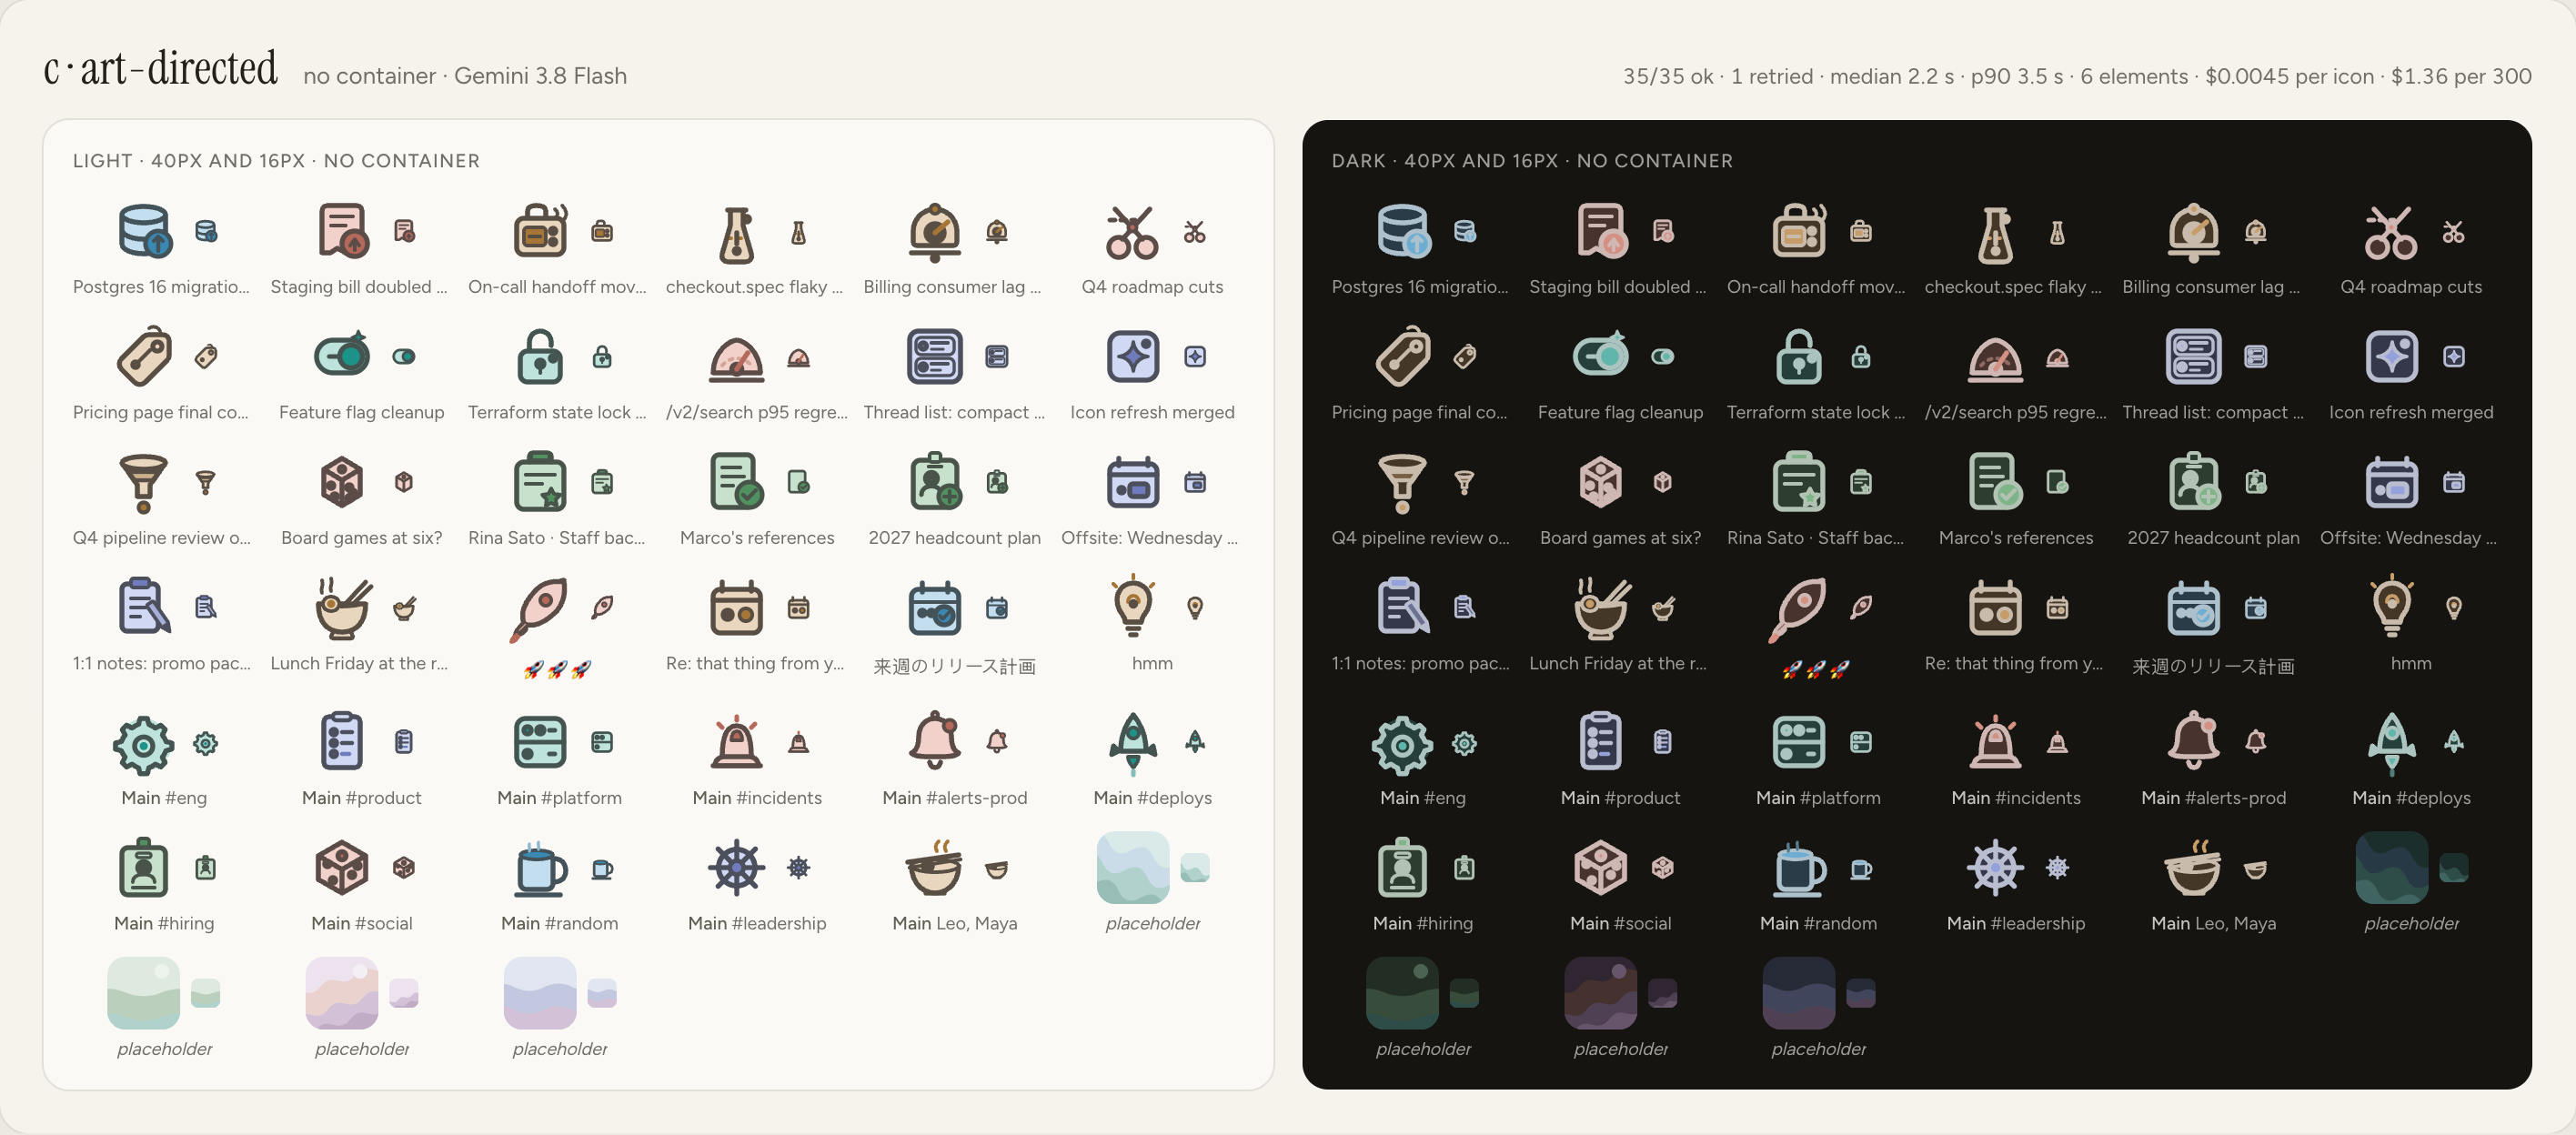 c · art-directed no container · Gemini 3.8 Flash
35/35 ok · 1 retried · median 2.2 s · p90 3.5 s · 6 elements · $0.0045 per icon · $1.36 per 300
LIGHT · 40PX AND 16PX · NO CONTAINER
Postgres 16 migratio... Staging bill doubled ... On-call handoff mov... checkout.spec flaky ... Billing consumer lag ... Q4 roadmap cuts
Pricing page final co... Feature flag cleanup Terraform state lock ... /v2/search p95 regre... Thread list: compact ... Icon refresh merged
Q4 pipeline review o... Board games at six? Rina Sato · Staff bac... Marco's references 2027 headcount plan Offsite: Wednesday ...
1:1 notes: promo pac... Lunch Friday at the r... 🚀🚀🚀 Re: that thing from y... 来週のリリース計画 hmm
Main #eng Main #product Main #platform Main #incidents Main #alerts-prod Main #deploys
Main #hiring Main #social Main #random Main #leadership Main Leo, Maya placeholder
placeholder placeholder placeholder
DARK · 40PX AND 16PX · NO CONTAINER
Postgres 16 migratio... Staging bill doubled ... On-call handoff mov... checkout.spec flaky ... Billing consumer lag ... Q4 roadmap cuts
Pricing page final co... Feature flag cleanup Terraform state lock ... /v2/search p95 regre... Thread list: compact ... Icon refresh merged
Q4 pipeline review o... Board games at six? Rina Sato · Staff bac... Marco's references 2027 headcount plan Offsite: Wednesday ...
1:1 notes: promo pac... Lunch Friday at the r... 🚀🚀🚀 Re: that thing from y... 来週のリリース計画 hmm
Main #eng Main #product Main #platform Main #incidents Main #alerts-prod Main #deploys
Main #hiring Main #social Main #random Main #leadership Main Leo, Maya placeholder
placeholder placeholder placeholder